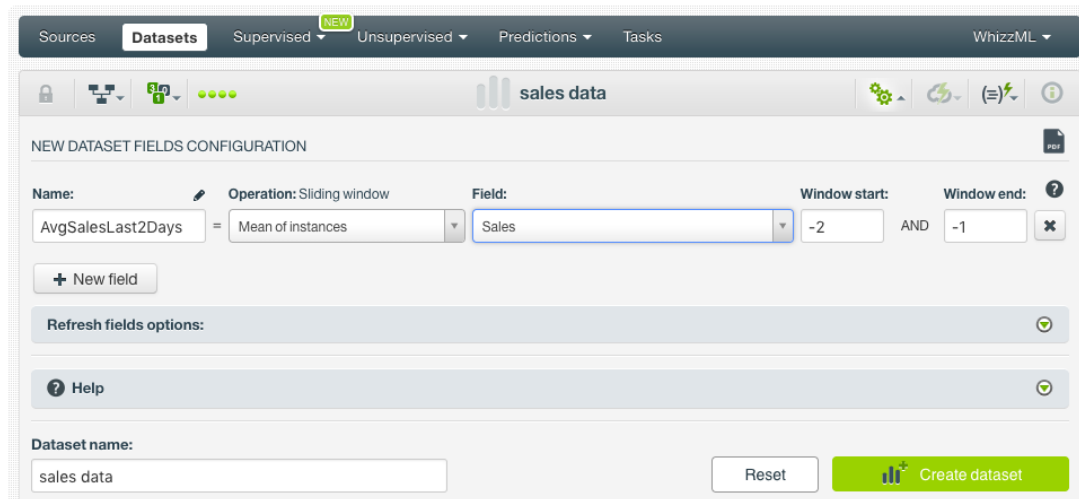 NEW
Sources Datasets Supervised Unsupervised Predictions Tasks WhizzML
sales data
NEW DATASET FIELDS CONFIGURATION
PDF
Name: Operation: Sliding window Field: Window start: Window end: ?
AvgSalesLast2Days = Mean of instances Sales -2 AND -1
+ New field
Refresh fields options:
? Help
Dataset name:
sales data Reset Create dataset